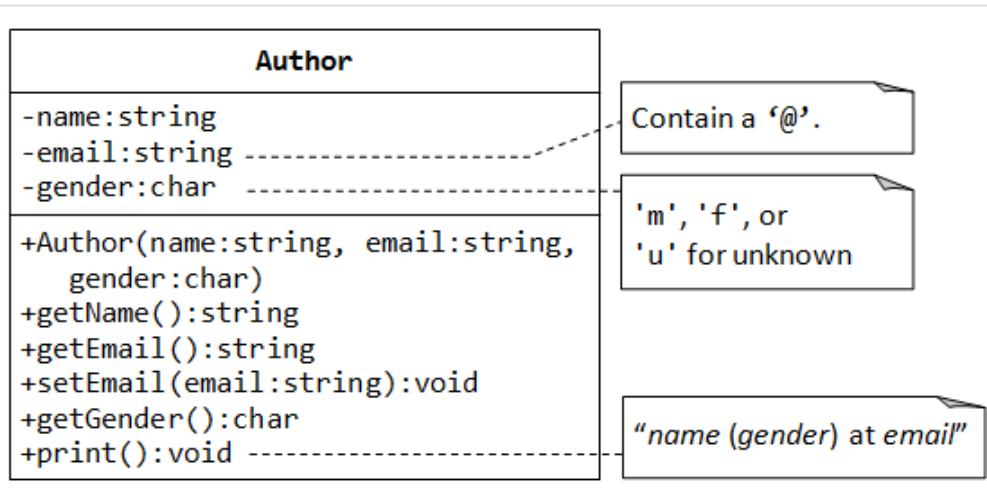 Author
-name:string
-email:string
-gender:char
+Author(name:string, email:string,
gender:char)
+getName():string
+getEmail():string
+setEmail(email:string):void
+getGender():char
+print():void
Contain a ‘@’.
'm', 'f', or
'u' for unknown
“name (gender) at email”